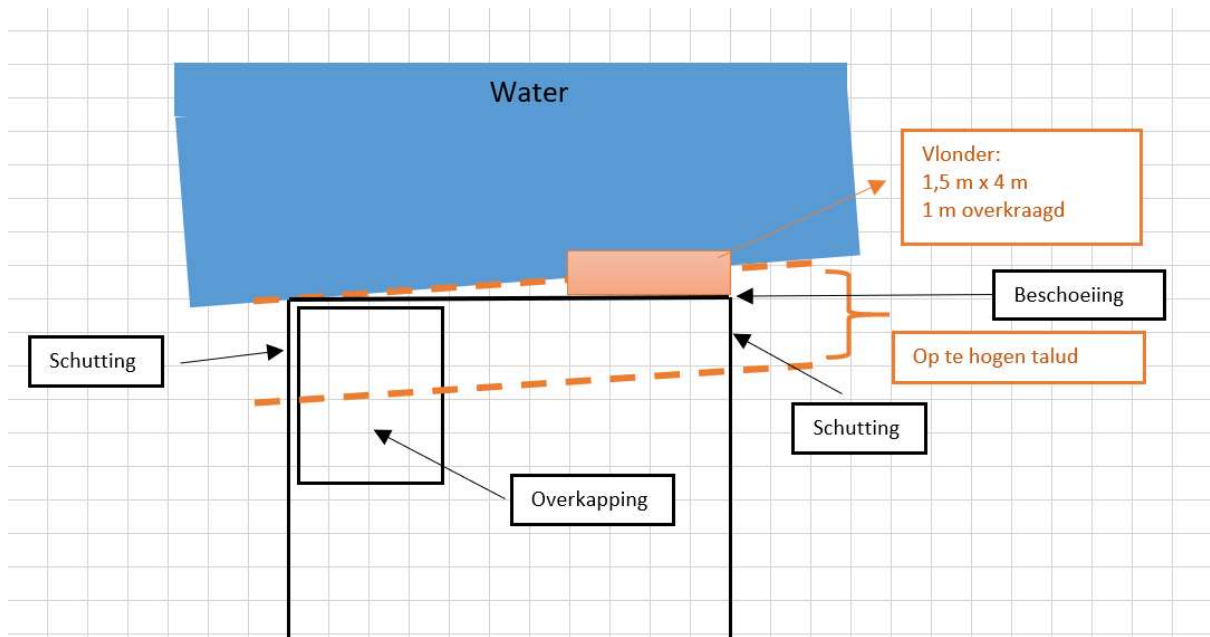 Water
Vlonder:
1,5 m x 4 m
1 m overkraagd
Beschoeiing
Schutting
Op te hogen talud
Schutting
Overkapping